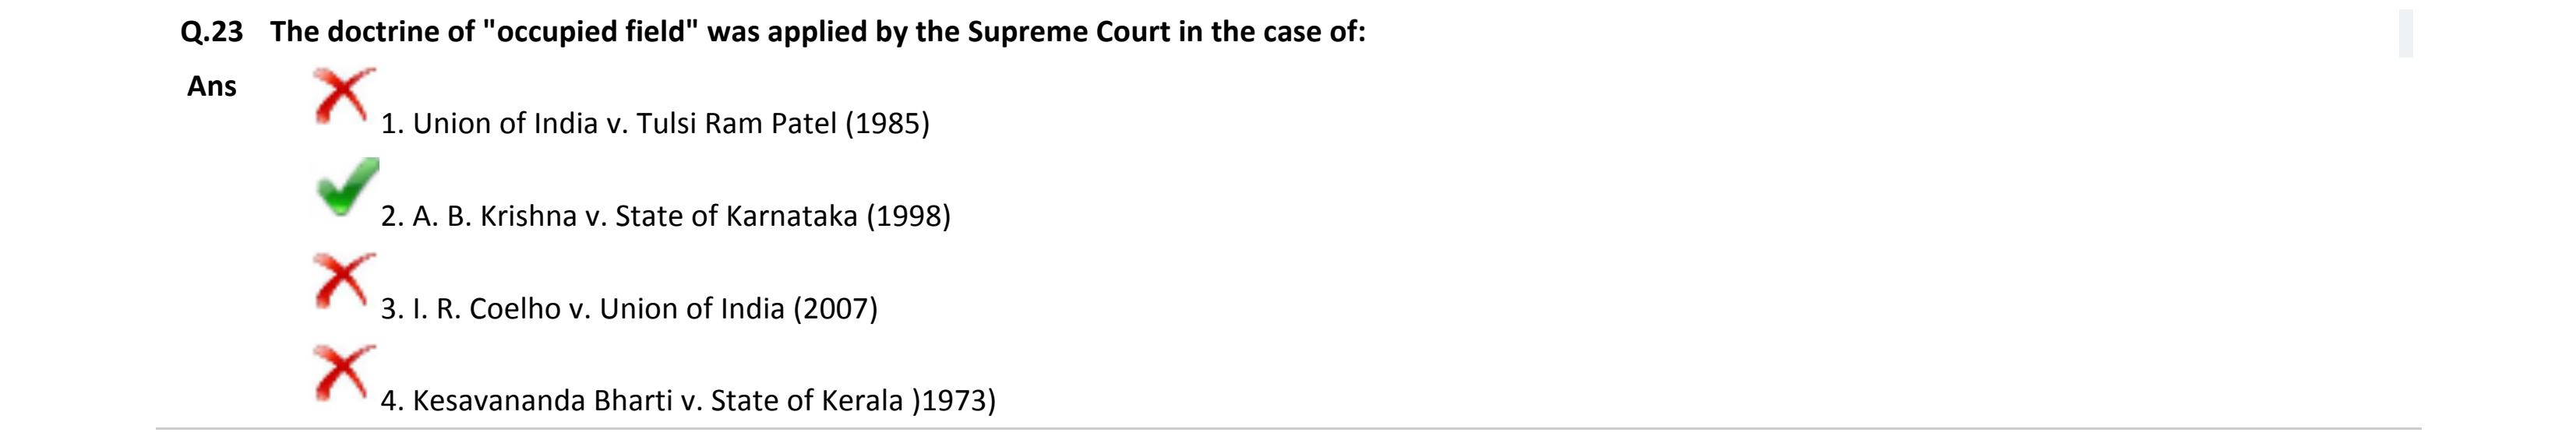 Q.23 The doctrine of "occupied field" was applied by the Supreme Court in the case of:
Ans
1. Union of India v. Tulsi Ram Patel (1985)
2. A. B. Krishna v. State of Karnataka (1998)
3. I. R. Coelho v. Union of India (2007)
4. Kesavananda Bharti v. State of Kerala )1973)